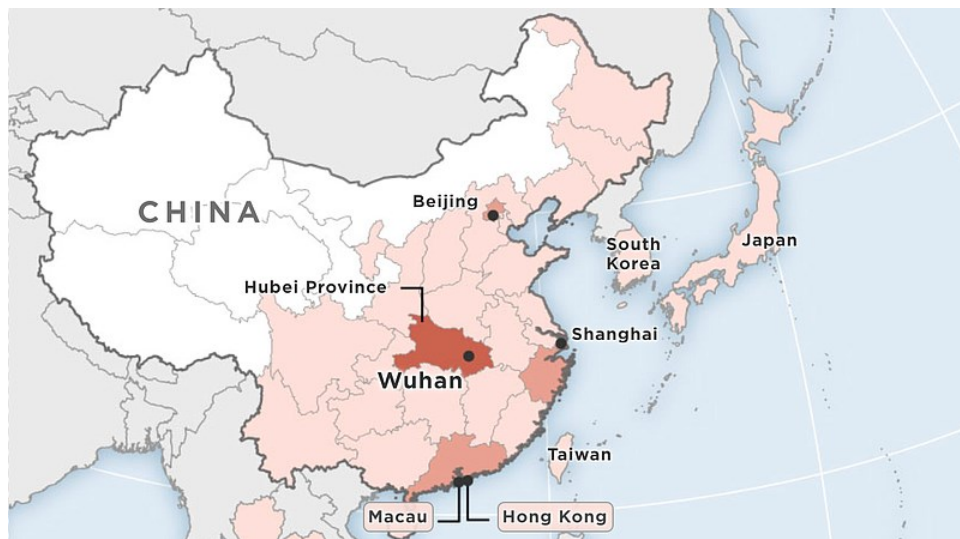 CHINA
Beijing
Hubei Province
Wuhan
Shanghai
South
Korea
Japan
Taiwan
Macau
Hong Kong